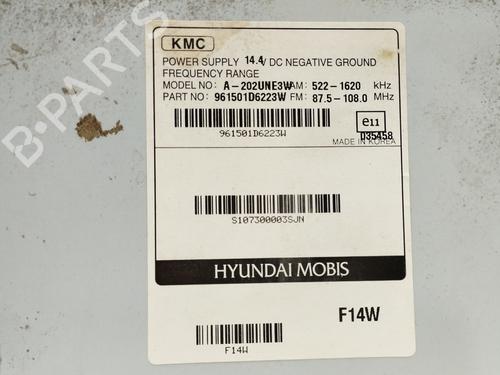 KMC
POWER SUPPLY 14.4/ DC NEGATIVE GROUND
FREQUENCY RANGE
MODEL NO: A-202UNE3W AM: 522-1620 kHz
PART NO: 961501D6223W FM: 87.5-108.0 MHz
961501D6223W
e11
035458
MADE IN KOREA
S107300003SJN
HYUNDAI MOBIS
F14W
F14W
B-PARTS